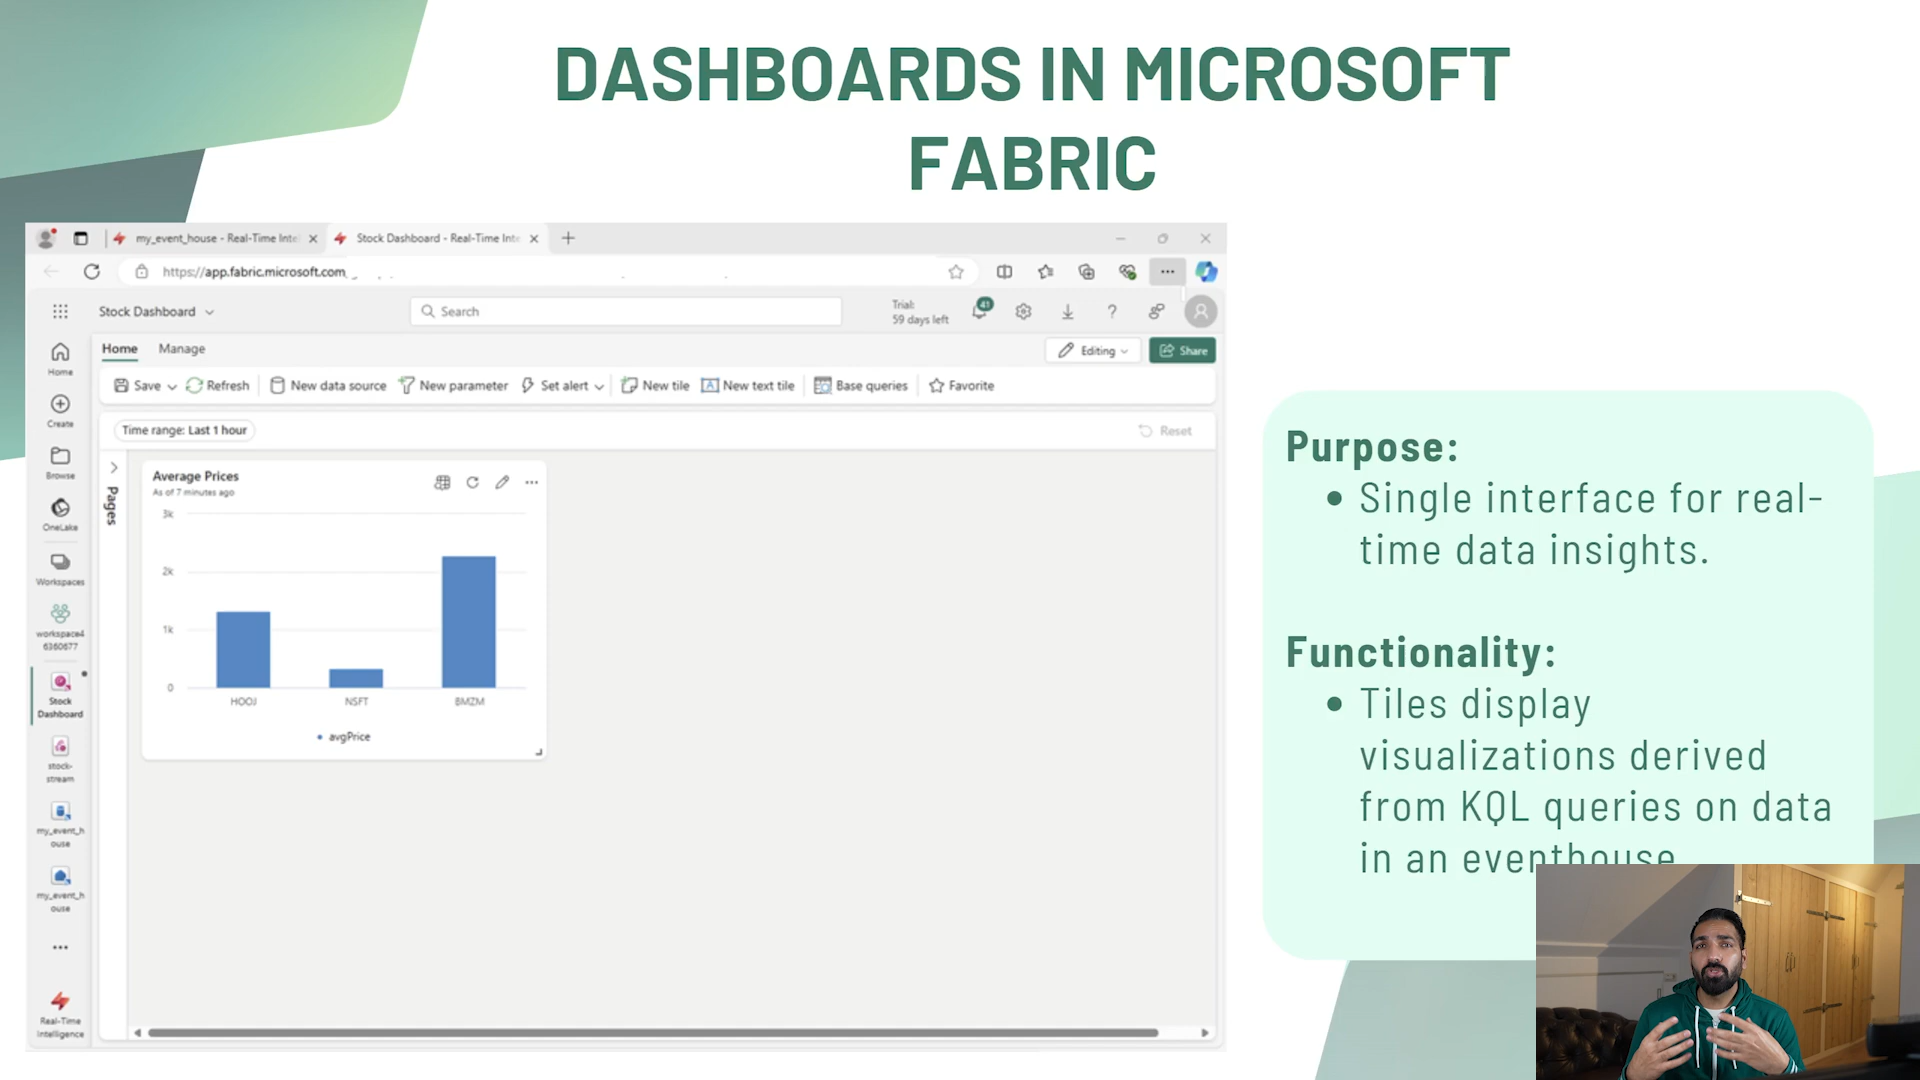 DASHBOARDS IN MICROSOFT
FABRIC
my_event_house - Real-Time Inte
Stock Dashboard - Real-Time Inte
https://app.fabric.microsoft.com
Stock Dashboard
Search
Trial:
59 days left
41
Home
Manage
Editing
Share
Save
Refresh
New data source
New parameter
Set alert
New tile
New text tile
Base queries
Favorite
Time range: Last 1 hour
Reset
Home
Create
Browse
OneLake
Workspaces
workspace4
6360677
Stock
Dashboard
stock-
stream
my_event_h
ouse
my_event_h
ouse
Real-Time
Intelligence
Pages
Average Prices
As of 7 minutes ago
3k
2k
1k
0
HOOJ
NSFT
BMZM
avgPrice
Purpose:
• Single interface for real-
time data insights.
Functionality:
• Tiles display
visualizations derived
from KQL queries on data
in an eventhouse